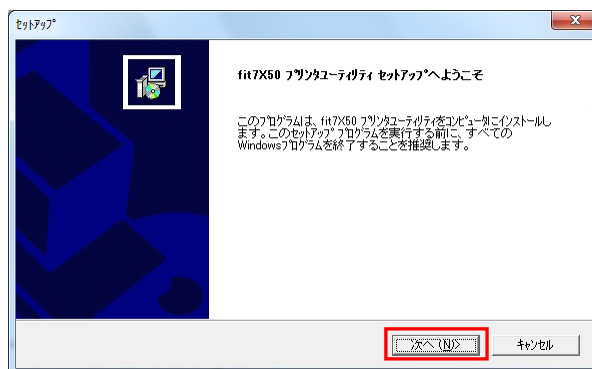 セットアップ
fit7X50 プリンタユーティリティ セットアップへようこそ
このプログラムは、fit7X50 プリンタユーティリティをコンピュータにインストールし
ます。このセットアップ プログラムを実行する前に、すべての
Windowsプログラムを終了することを推奨します。
次へ(N)>
キャンセル